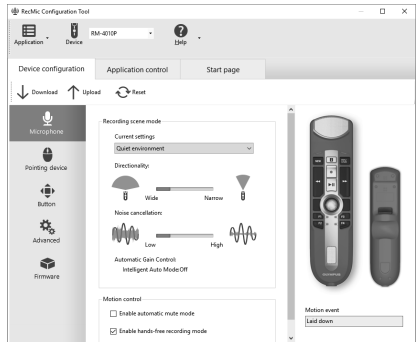 RecMic Configuration Tool
Application
Device
RM-4010P
Help
Device configuration
Application control
Start page
Download
Upload
Reset
Microphone
Pointing device
Button
Advanced
Firmware
Recording scene mode
Current settings
Quiet environment
Directionality:
Wide
Narrow
Noise cancellation:
Low
High
Automatic Gain Control:
Intelligent Auto Mode:Off
Motion control
Enable automatic mute mode
Enable hands-free recording mode
OLYMPUS
Motion event
Laid down